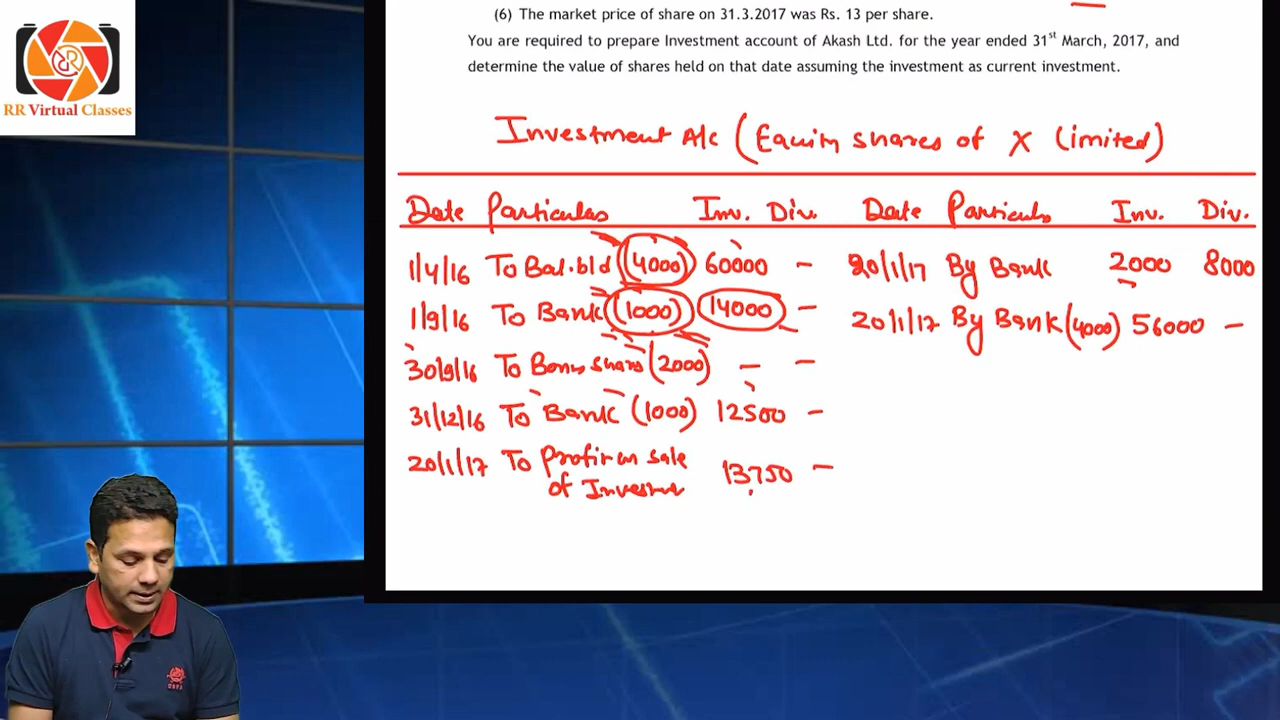 RR Virtual Classes
(6) The market price of share on 31.3.2017 was Rs. 13 per share.
You are required to prepare Investment account of Akash Ltd. for the year ended 31st March, 2017, and
determine the value of shares held on that date assuming the investment as current investment.
Investment A/c (Equity shares of X Limited)
Date Particulas Inv. Div. Date Particuls Inv. Div.
1/4/16 To Bal.b/d (4000) 60000 - 20/1/17 By Bank 2000 8000
1/9/16 To Bank (1000) 14000 - 20/1/17 By Bank (4000) 56000 -
30/9/16 To Bonus share (2000) - -
31/12/16 To Bank (1000) 12500 -
20/1/17 To Profit on sale 13750 -
of Investme